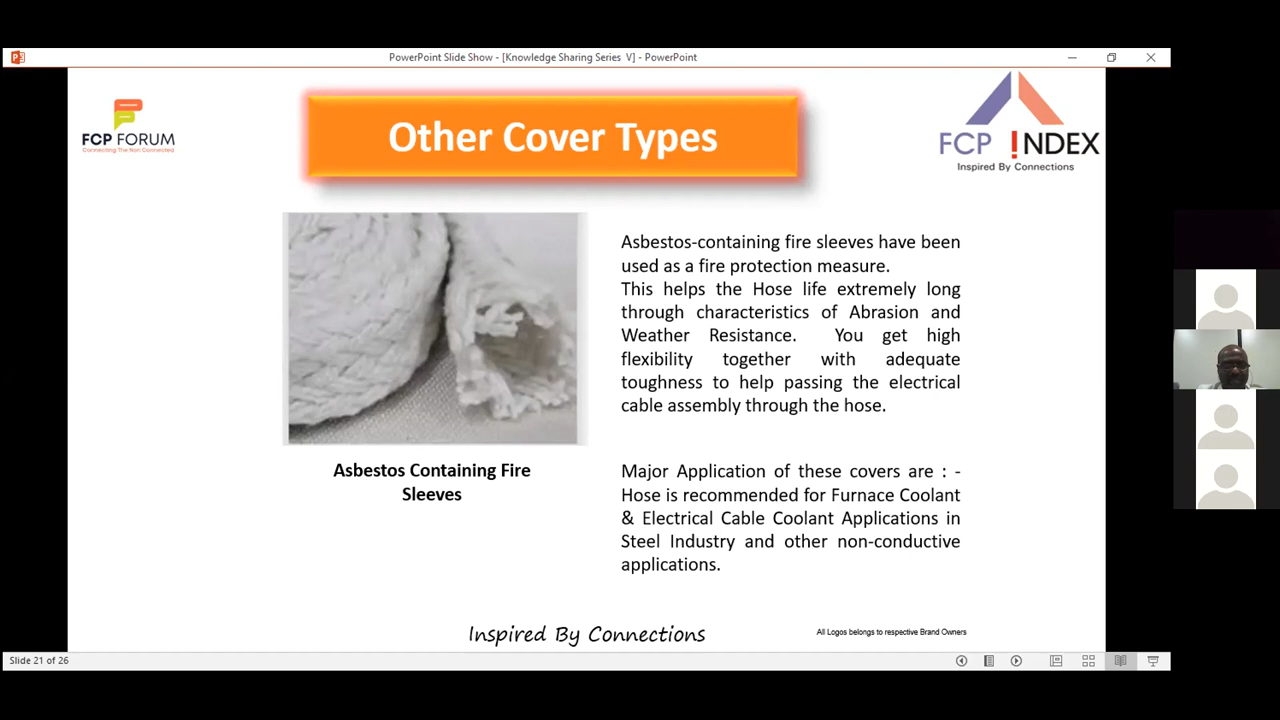 PowerPoint Slide Show - [Knowledge Sharing Series V] - PowerPoint
FCP FORUM
Connecting The Non Connected
Other Cover Types
FCP !NDEX
Inspired By Connections
Asbestos-containing fire sleeves have been
used as a fire protection measure.
This helps the Hose life extremely long
through characteristics of Abrasion and
Weather Resistance. You get high
flexibility together with adequate
toughness to help passing the electrical
cable assembly through the hose.
Asbestos Containing Fire
Sleeves
Major Application of these covers are : -
Hose is recommended for Furnace Coolant
& Electrical Cable Coolant Applications in
Steel Industry and other non-conductive
applications.
Inspired By Connections
All Logos belongs to respective Brand Owners
Slide 21 of 26